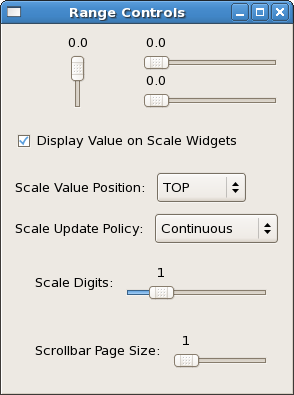 Range Controls
0.0 0.0
0.0
Display Value on Scale Widgets
Scale Value Position: TOP
Scale Update Policy: Continuous
1
Scale Digits:
1
Scrollbar Page Size: